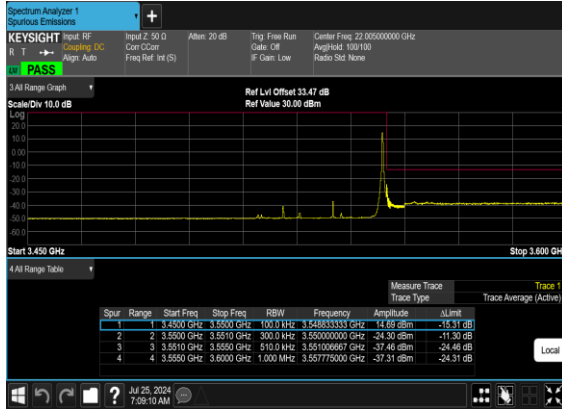 Spectrum Analyzer 1
Spurious Emissions
+
KEYSIGHT Input: RF Input Z: 50 Ω Atten: 20 dB Trig: Free Run Center Freq: 22.005000000 GHz
R T Coupling: DC Corr CCorr Gate: Off Avg|Hold: 100/100
Align: Auto Freq Ref: Int (S) IF Gain: Low Radio Std: None
PASS
3 All Range Graph
Ref Lvl Offset 33.47 dB
Scale/Div 10.0 dB Ref Value 30.00 dBm
Log
20.0
10.0
0.00
-10.0
-20.0
-30.0
-40.0
-50.0
-60.0
Start 3.450 GHz Stop 3.600 GH
4 All Range Table
Measure Trace Trace 1
Trace Type Trace Average (Active)
Spur Range Start Freq Stop Freq RBW Frequency Amplitude ΔLimit
1 1 3.4500 GHz 3.5500 GHz 100.0 kHz 3.548833333 GHz 14.69 dBm -15.31 dB
2 2 3.5500 GHz 3.5510 GHz 300.0 kHz 3.550000000 GHz -24.30 dBm -11.30 dB
3 3 3.5510 GHz 3.5550 GHz 510.0 kHz 3.551006667 GHz -37.46 dBm -24.46 dB
4 4 3.5550 GHz 3.6000 GHz 1.000 MHz 3.557775000 GHz -37.31 dBm -24.31 dB
Local
? Jul 25, 2024
7:09:10 AM